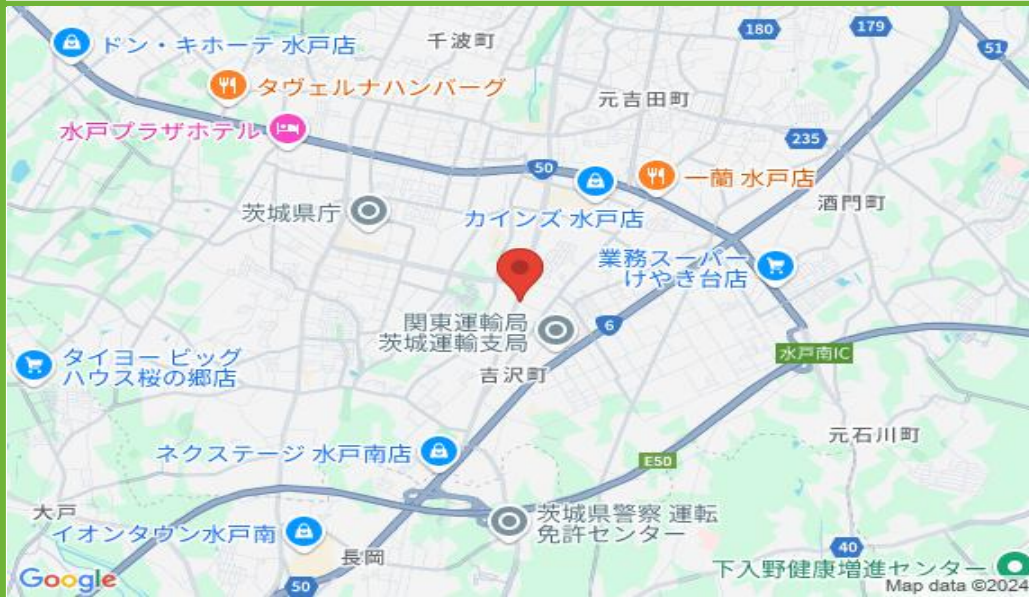 ドン・キホーテ 水戸店
千波町
180
179
51
タヴェルナハンバーグ
元吉田町
水戸プラザホテル
235
50
一蘭 水戸店
茨城県庁
カインズ 水戸店
酒門町
業務スーパー
けやき台店
関東運輸局
茨城運輸支局
6
水戸南IC
タイヨー ビッグ
ハウス桜の郷店
吉沢町
元石川町
ネクステージ 水戸南店
E50
大戸
茨城県警察 運転
免許センター
イオンタウン水戸南
長岡
40
下入野健康増進センター
Google
50
Map data ©2024